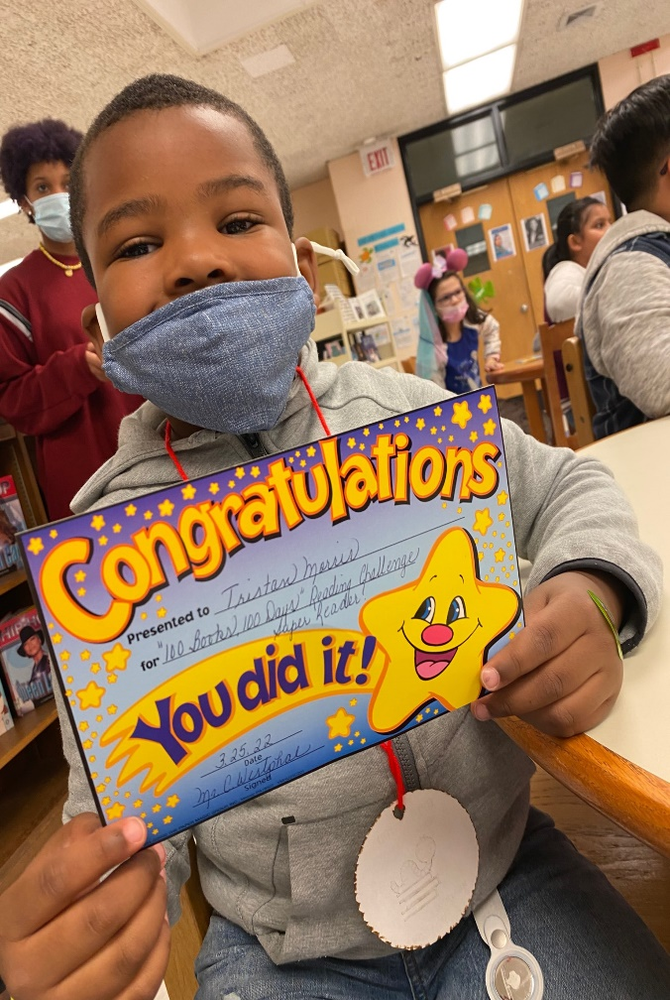 EXIT
Congratulations
Presented to Tristan Morris
for "100 Books, 100 Days" Reading Challenge
Super Reader!
You did it!
3.25.22
Date
Mr. C Westphal
Signed